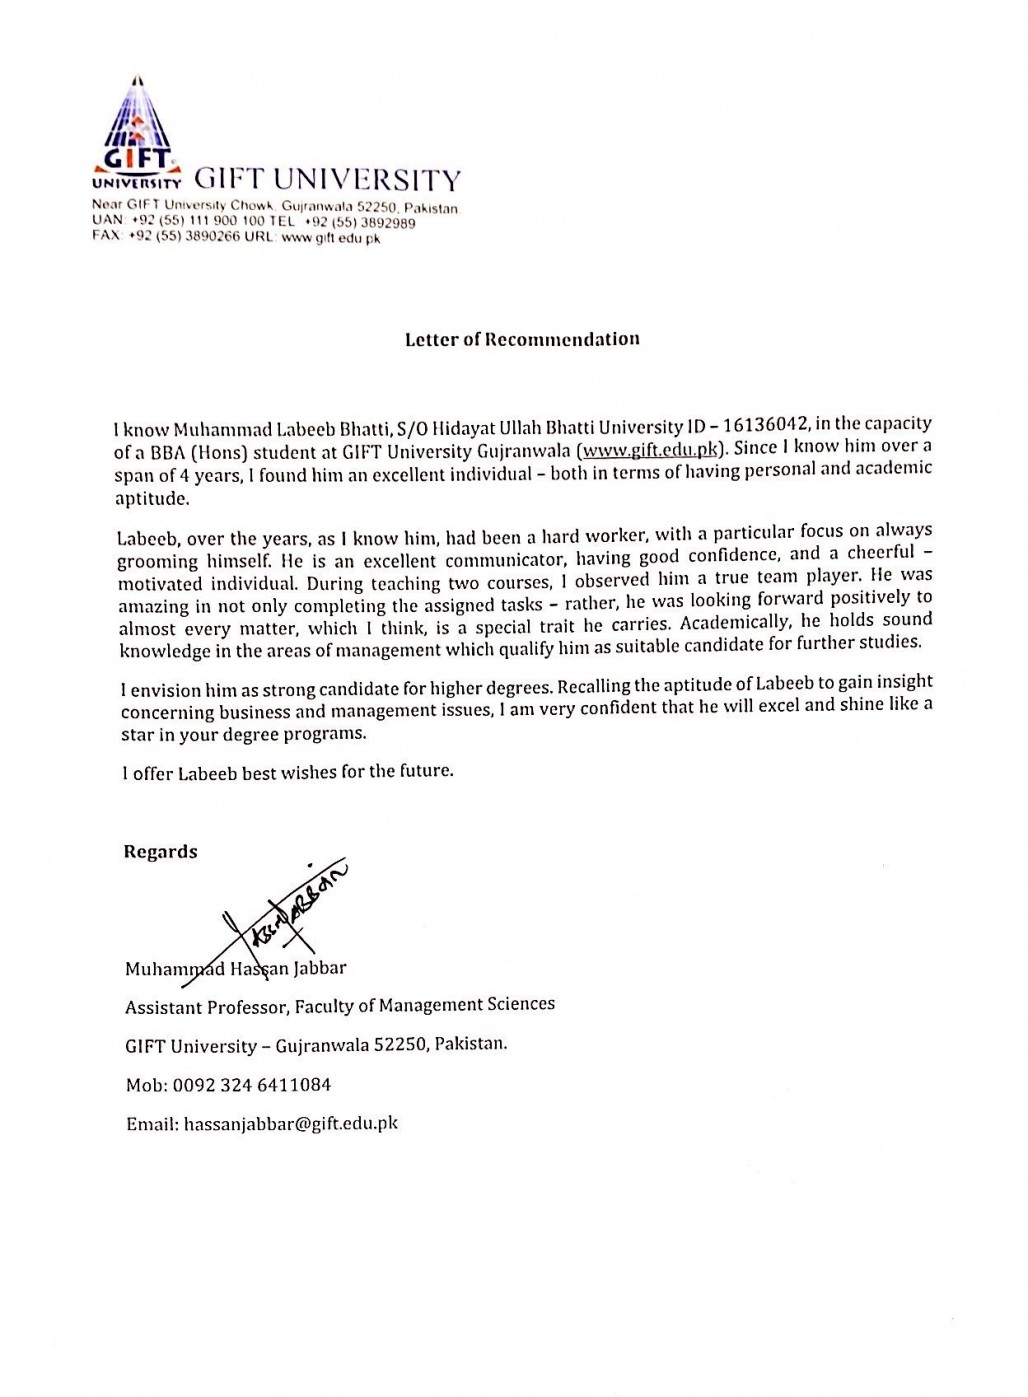 GIFT
UNIVERSITY
GIFT UNIVERSITY
Near GIFT University Chowk, Gujranwala 52250, Pakistan
UAN: +92 (55) 111 900 100 TEL: +92 (55) 3892989
FAX: +92 (55) 3890266 URL: www.gift.edu.pk
Letter of Recommendation
I know Muhammad Labeeb Bhatti, S/O Hidayat Ullah Bhatti University ID – 16136042, in the capacity
of a BBA (Hons) student at GIFT University Gujranwala (www.gift.edu.pk). Since I know him over a
span of 4 years, I found him an excellent individual – both in terms of having personal and academic
aptitude.
Labeeb, over the years, as I know him, had been a hard worker, with a particular focus on always
grooming himself. He is an excellent communicator, having good confidence, and a cheerful –
motivated individual. During teaching two courses, I observed him a true team player. He was
amazing in not only completing the assigned tasks – rather, he was looking forward positively to
almost every matter, which I think, is a special trait he carries. Academically, he holds sound
knowledge in the areas of management which qualify him as suitable candidate for further studies.
I envision him as strong candidate for higher degrees. Recalling the aptitude of Labeeb to gain insight
concerning business and management issues, I am very confident that he will excel and shine like a
star in your degree programs.
I offer Labeeb best wishes for the future.
Regards
Muhammad Hassan Jabbar
Assistant Professor, Faculty of Management Sciences
GIFT University – Gujranwala 52250, Pakistan.
Mob: 0092 324 6411084
Email: hassanjabbar@gift.edu.pk